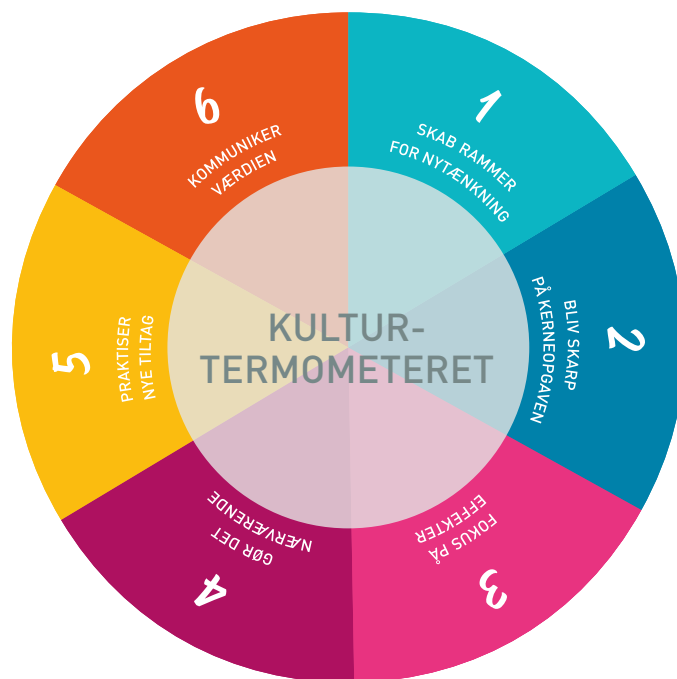 KULTUR-
TERMOMETERET
1
SKAB RAMMER
FOR NYTÆNKNING
2
BLIV SKARP
PÅ KERNEOPGAVEN
3
FOKUS PÅ
EFFEKTER
4
GØR DET
NÆRVÆRENDE
5
PRAKTISER
NYE TILTAG
6
KOMMUNIKER
VÆRDIEN